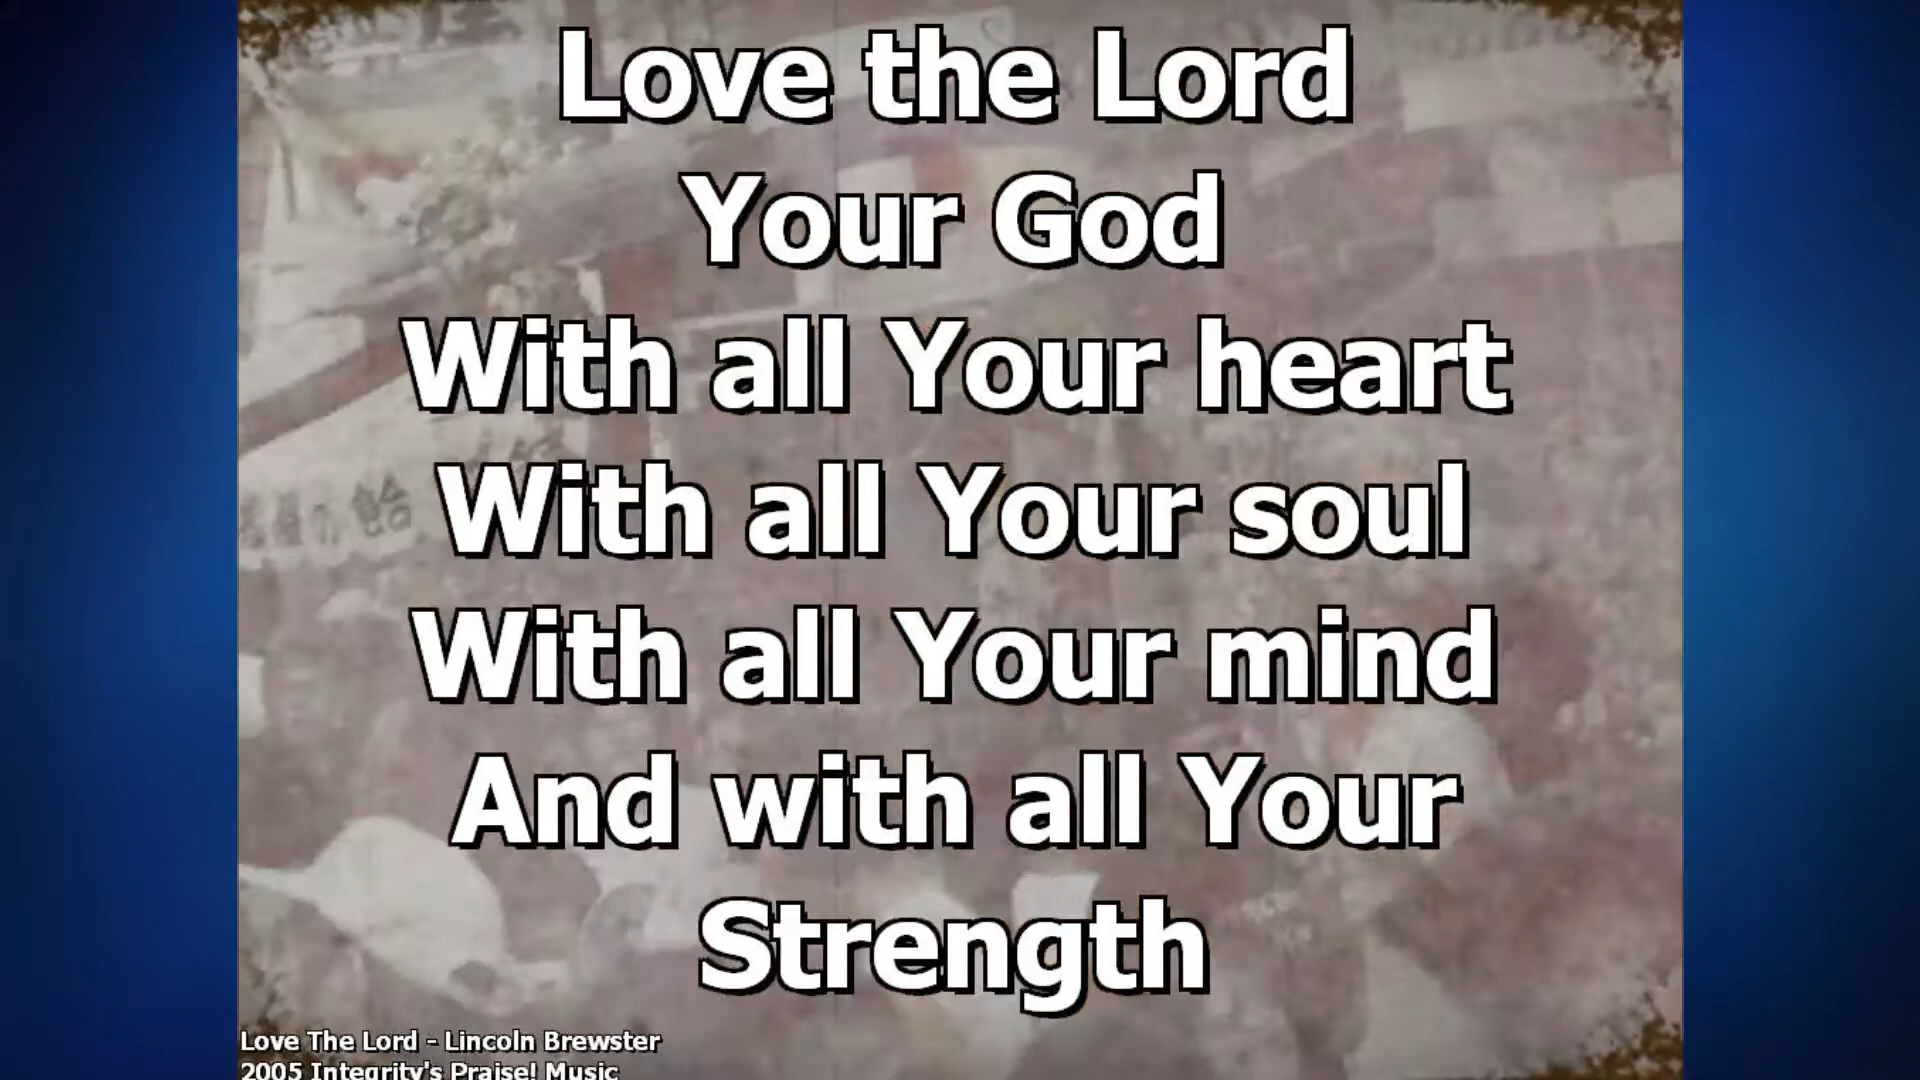 Love the Lord
Your God
With all Your heart
With all Your soul
With all Your mind
And with all Your
Strength
飴
Love The Lord - Lincoln Brewster
2005 Integrity's Praise! Music